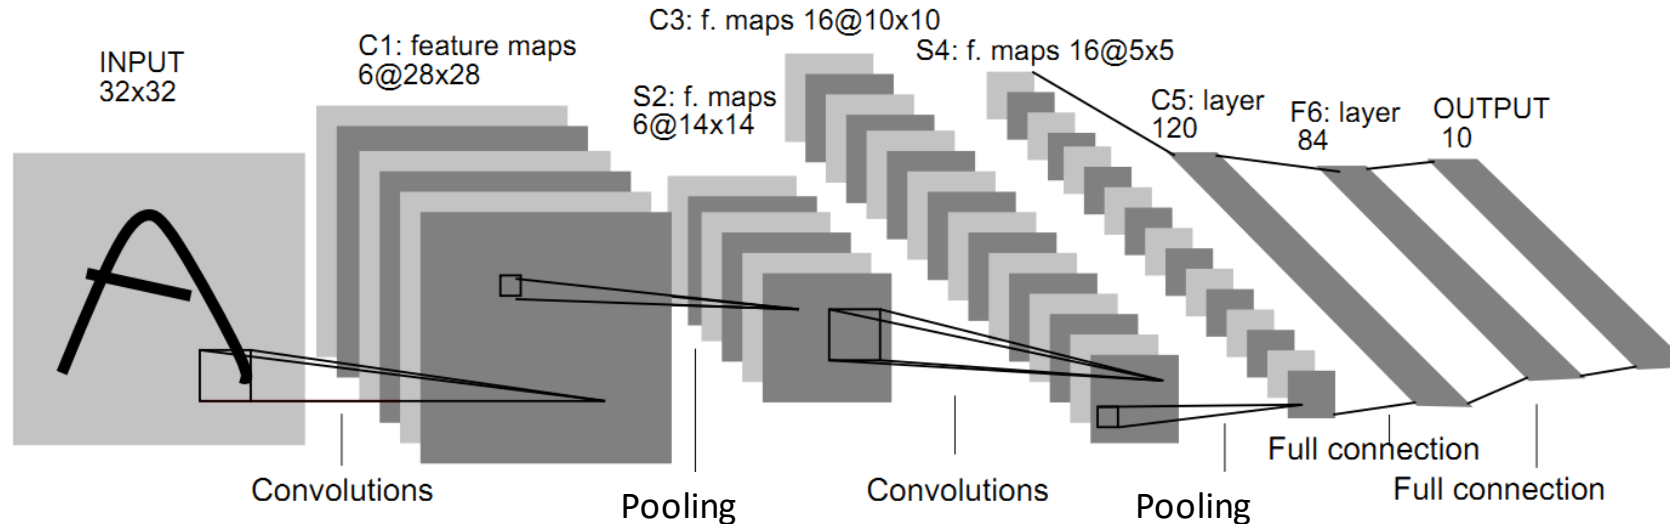 INPUT
32x32
C1: feature maps
6@28x28
S2: f. maps
6@14x14
C3: f. maps 16@10x10
S4: f. maps 16@5x5
C5: layer
120
F6: layer
84
OUTPUT
10
Convolutions
Pooling
Convolutions
Pooling
Full connection
Full connection